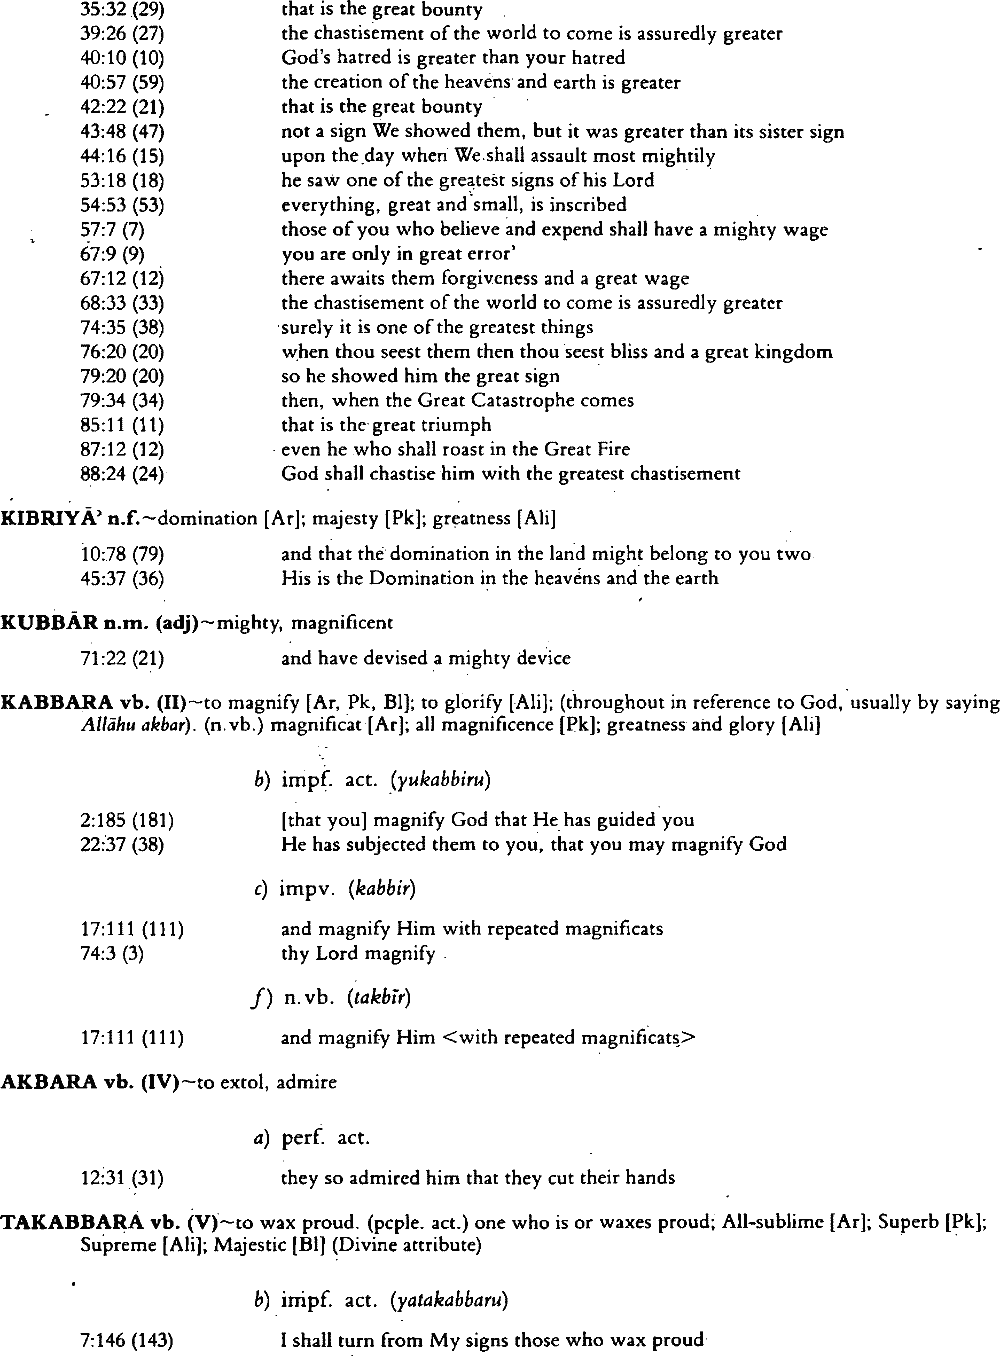 35:32 (29) that is the great bounty
39:26 (27) the chastisement of the world to come is assuredly greater
40:10 (10) God's hatred is greater than your hatred
40:57 (59) the creation of the heavens and earth is greater
42:22 (21) that is the great bounty
43:48 (47) not a sign We showed them, but it was greater than its sister sign
44:16 (15) upon the day when We shall assault most mightily
53:18 (18) he saw one of the greatest signs of his Lord
54:53 (53) everything, great and small, is inscribed
57:7 (7) those of you who believe and expend shall have a mighty wage
67:9 (9) you are only in great error'
67:12 (12) there awaits them forgiveness and a great wage
68:33 (33) the chastisement of the world to come is assuredly greater
74:35 (38) surely it is one of the greatest things
76:20 (20) when thou seest them then thou seest bliss and a great kingdom
79:20 (20) so he showed him the great sign
79:34 (34) then, when the Great Catastrophe comes
85:11 (11) that is the great triumph
87:12 (12) even he who shall roast in the Great Fire
88:24 (24) God shall chastise him with the greatest chastisement
KIBRIYĀʾ n.f.~domination [Ar]; majesty [Pk]; greatness [Ali]
10:78 (79) and that the domination in the land might belong to you two
45:37 (36) His is the Domination in the heavens and the earth
KUBBĀR n.m. (adj)~mighty, magnificent
71:22 (21) and have devised a mighty device
KABBARA vb. (II)~to magnify [Ar, Pk, Bl]; to glorify [Ali]; (throughout in reference to God, usually by saying
Allāhu akbar). (n.vb.) magnificat [Ar]; all magnificence [Pk]; greatness and glory [Ali]
b) impf. act. (yukabbiru)
2:185 (181) [that you] magnify God that He has guided you
22:37 (38) He has subjected them to you, that you may magnify God
c) impv. (kabbir)
17:111 (111) and magnify Him with repeated magnificats
74:3 (3) thy Lord magnify
f) n.vb. (takbīr)
17:111 (111) and magnify Him <with repeated magnificats>
AKBARA vb. (IV)~to extol, admire
a) perf. act.
12:31 (31) they so admired him that they cut their hands
TAKABBARA vb. (V)~to wax proud. (pcple. act.) one who is or waxes proud; All-sublime [Ar]; Superb [Pk];
Supreme [Ali]; Majestic [Bl] (Divine attribute)
b) impf. act. (yatakabbaru)
7:146 (143) I shall turn from My signs those who wax proud